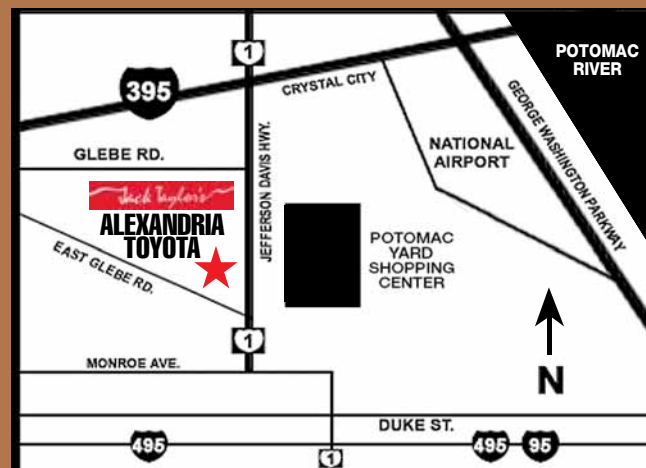 1
POTOMAC
RIVER
395
CRYSTAL CITY
GEORGE WASHINGTON PARKWAY
JEFFERSON DAVIS HWY.
NATIONAL
AIRPORT
GLEBE RD.
Jack Taylor's
ALEXANDRIA
TOYOTA
EAST GLEBE RD.
POTOMAC
YARD
SHOPPING
CENTER
1
MONROE AVE.
N
DUKE ST.
495
1
495
95